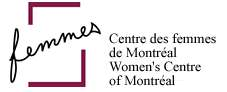 femmes
Centre des femmes
de Montréal
Women's Centre
of Montréal